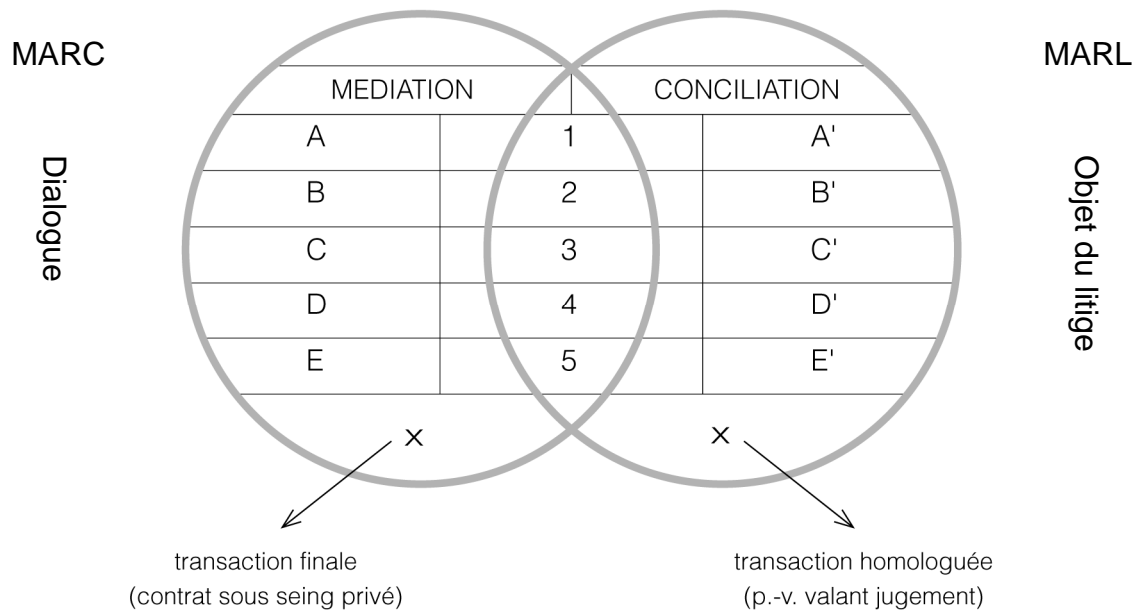 MARC
MARL
MEDIATION CONCILIATION
A 1 A'
B 2 B'
C 3 C'
D 4 D'
E 5 E'
Dialogue
Objet du litige
x x
transaction finale
(contrat sous seing privé)
transaction homologuée
(p.-v. valant jugement)